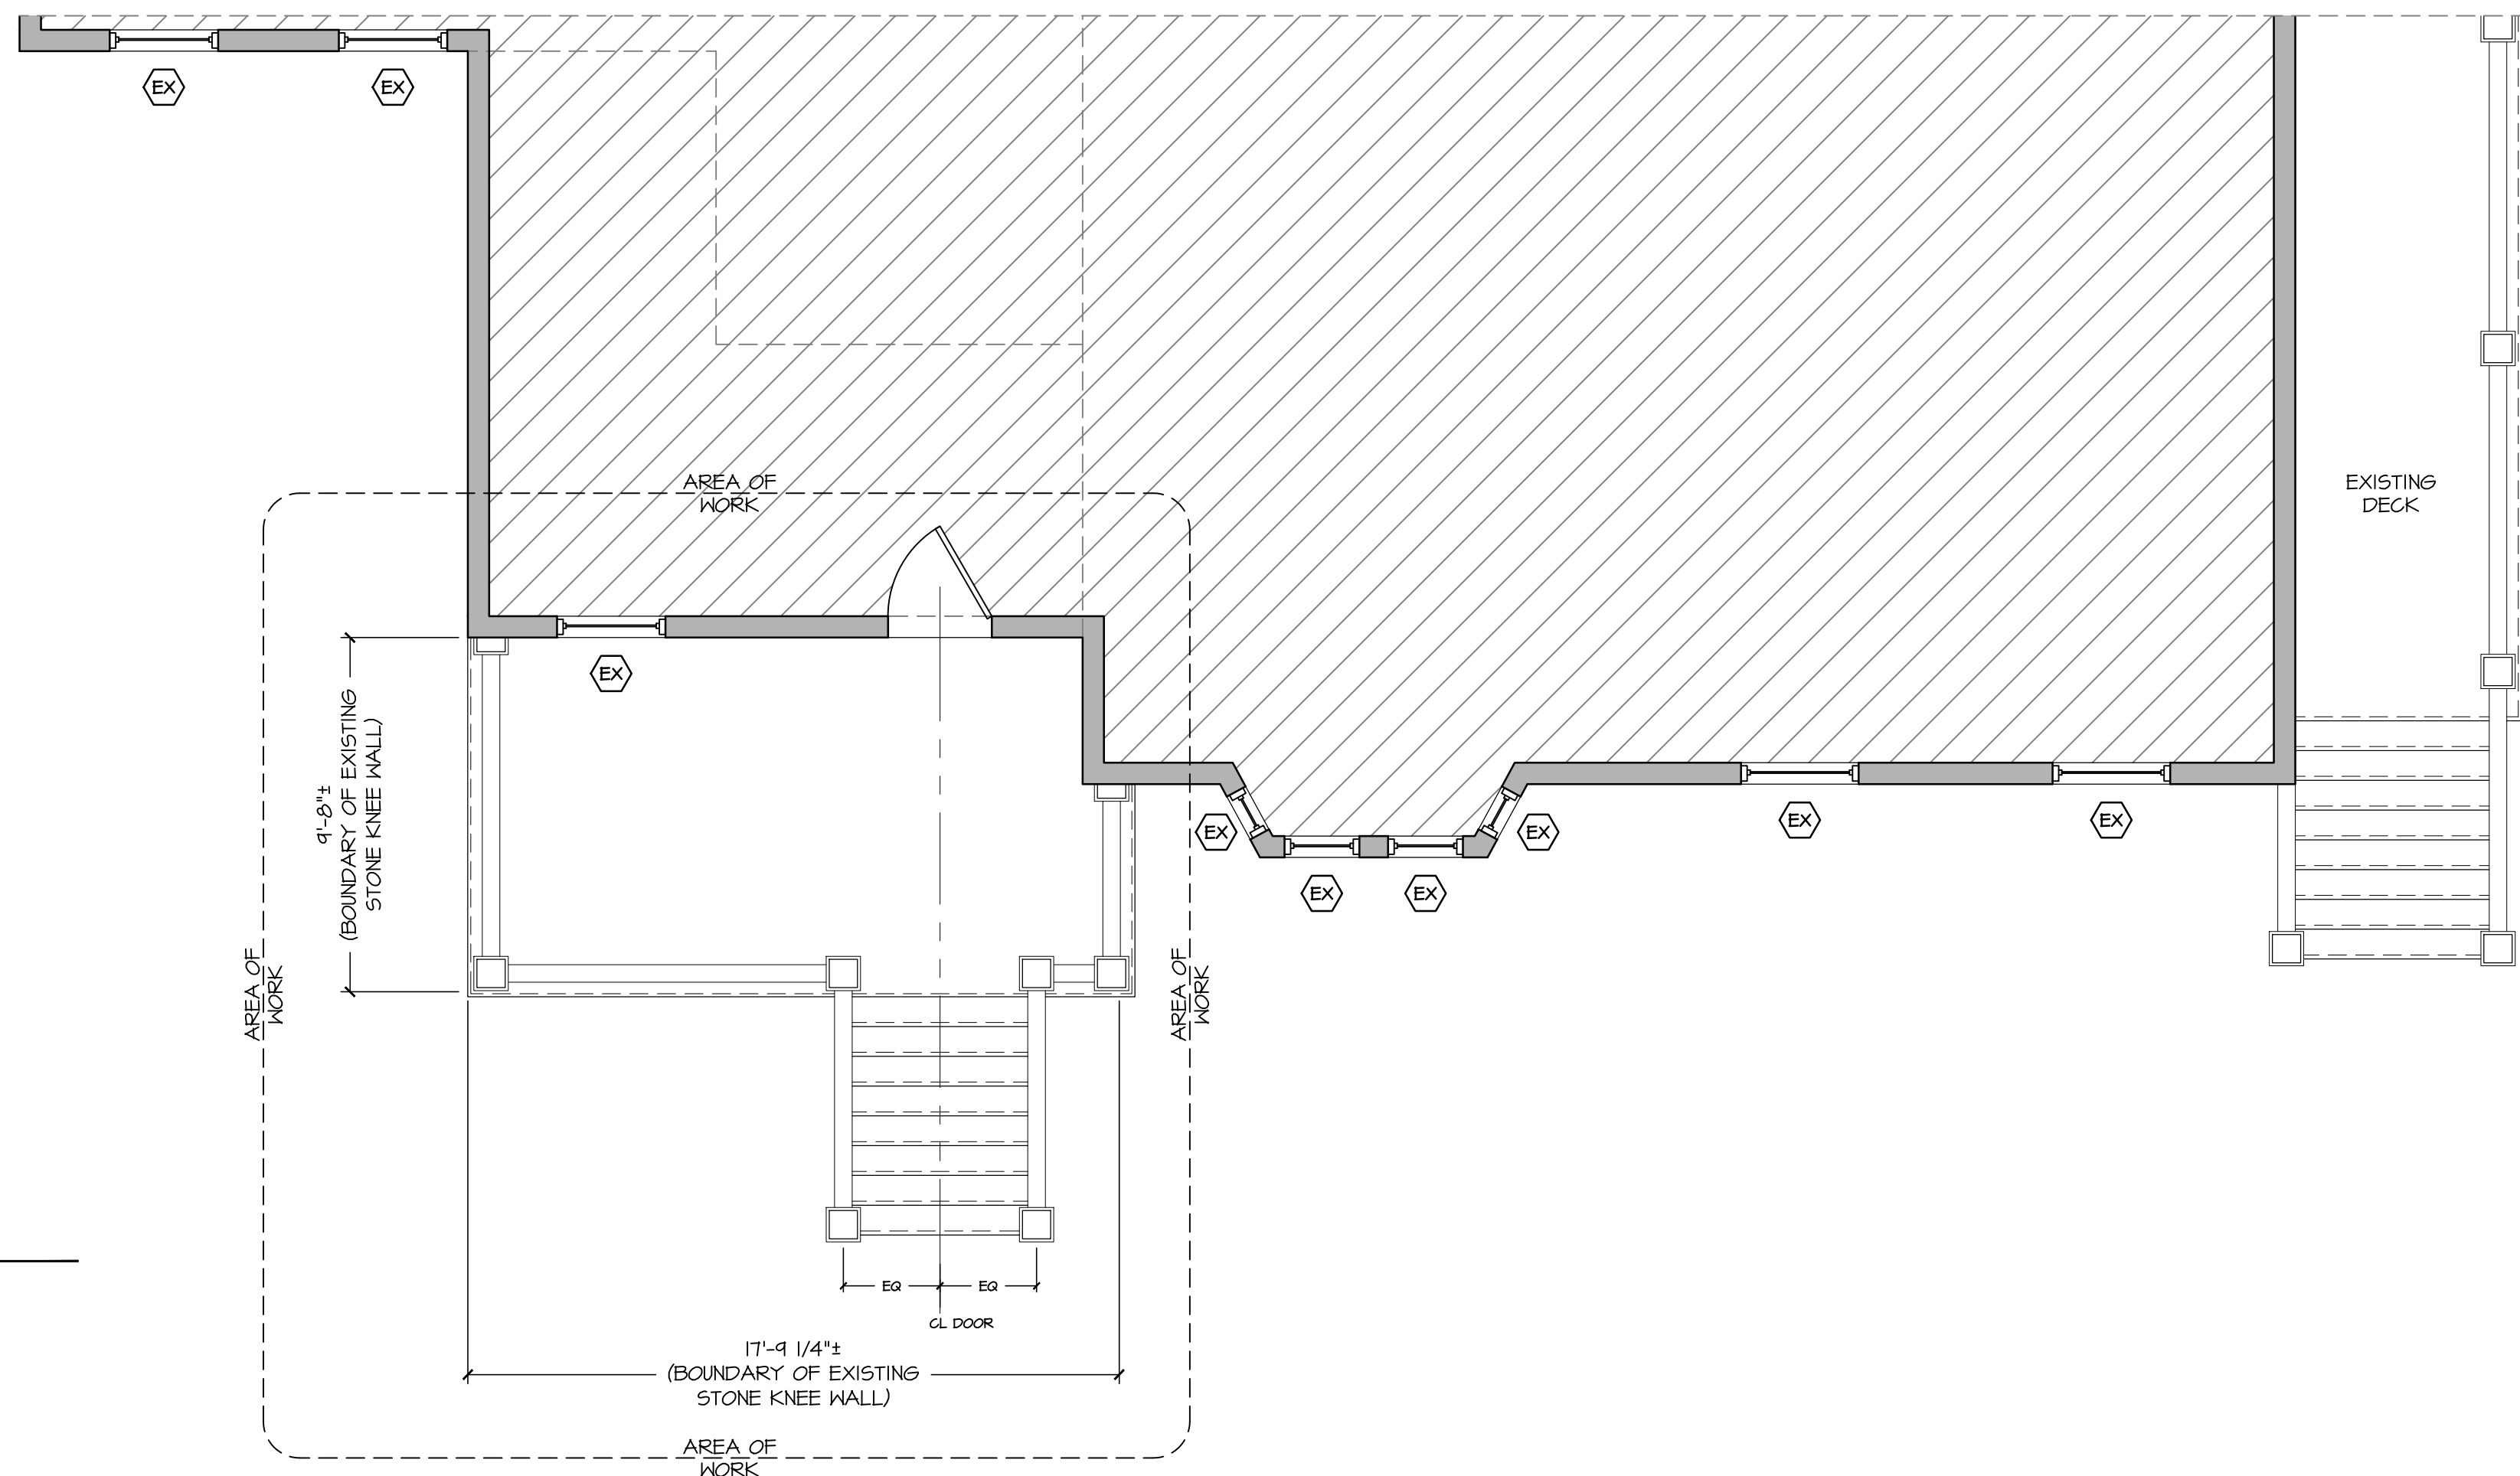 EX
EX
AREA OF
WORK
EXISTING
DECK
EX
9'-8"±
(BOUNDARY OF EXISTING
STONE KNEE WALL)
EX
EX
EX
EX
EX
EX
AREA OF
WORK
AREA OF
WORK
EQ
EQ
CL DOOR
17'-9 1/4"±
(BOUNDARY OF EXISTING
STONE KNEE WALL)
AREA OF
WORK